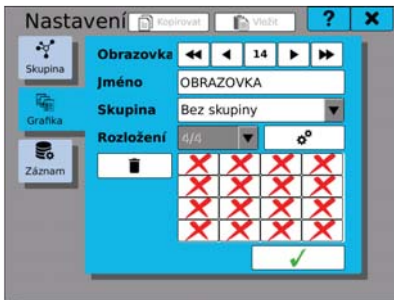 Nastavení Kopírovat Vložit ? X
Skupina
Grafika
Záznam
Obrazovka 14
Jméno OBRAZOVKA
Skupina Bez skupiny
Rozložení 4/4